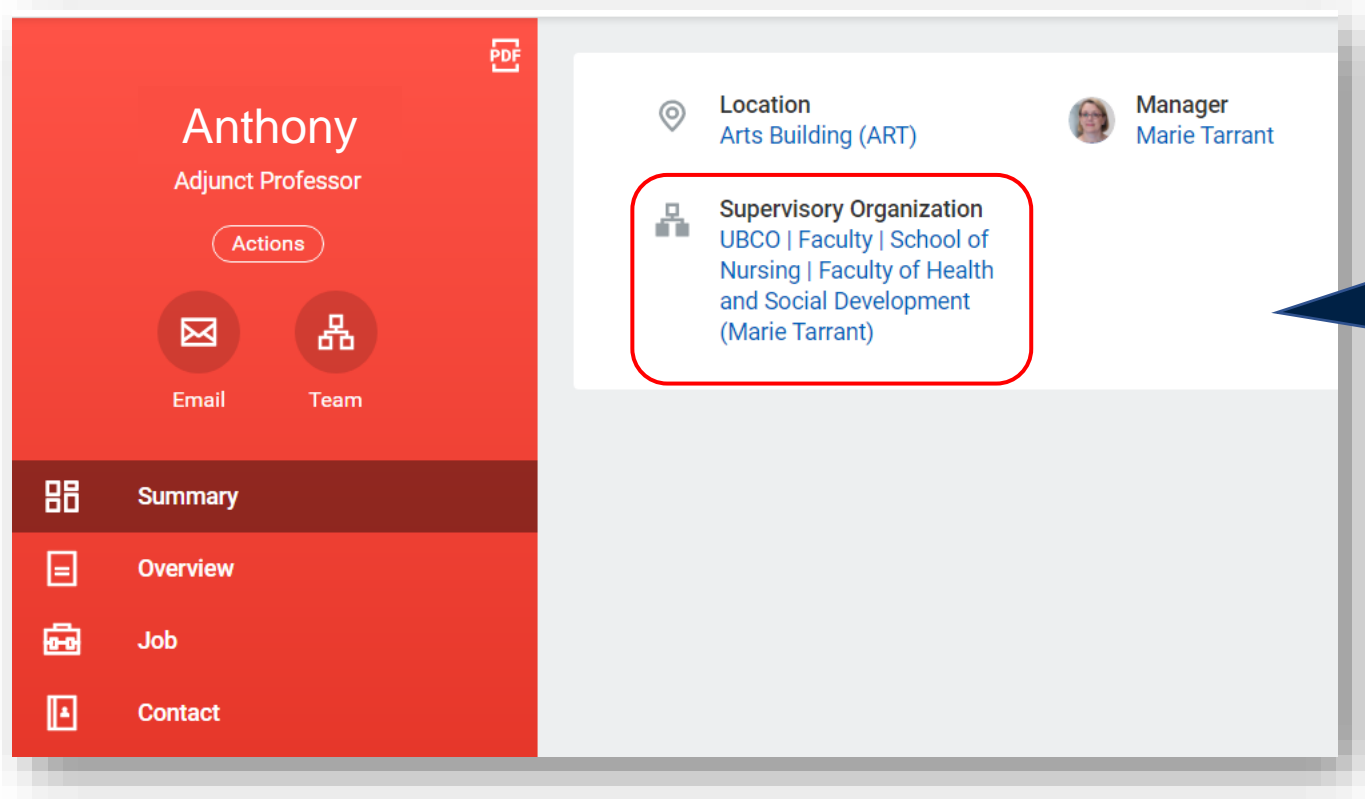 PDF
Anthony
Adjunct Professor
Actions
Email
Team
Summary
Overview
Job
Contact
Location
Arts Building (ART)
Manager
Marie Tarrant
Supervisory Organization
UBCO | Faculty | School of
Nursing | Faculty of Health
and Social Development
(Marie Tarrant)